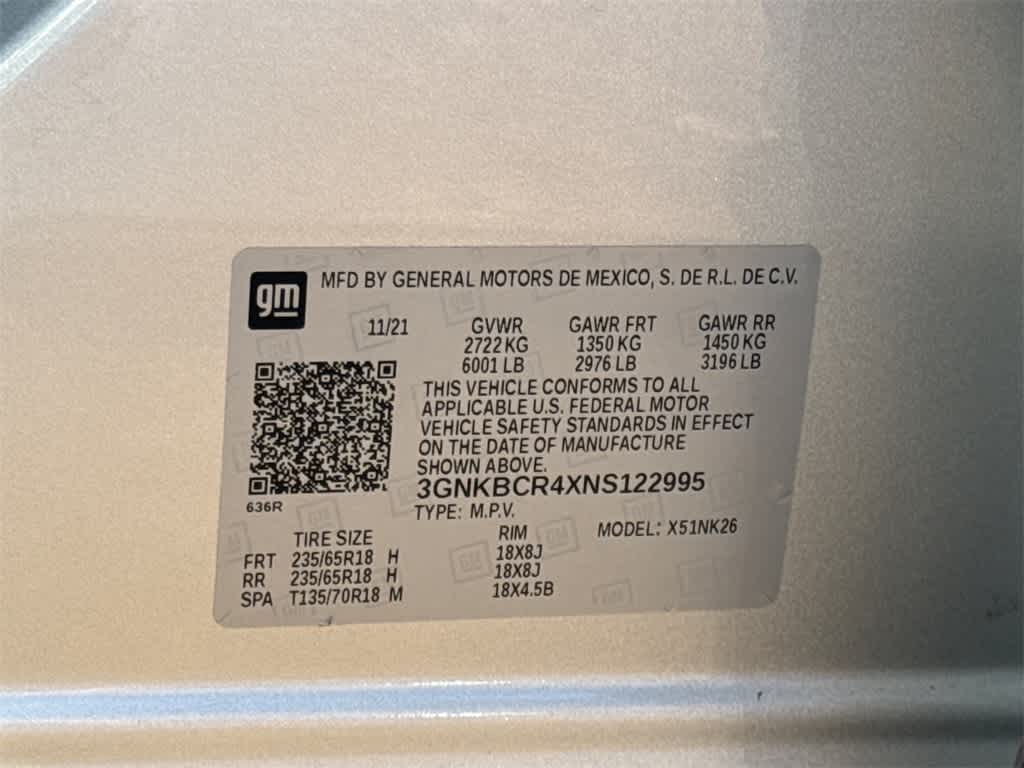 gm
MFD BY GENERAL MOTORS DE MEXICO, S. DE R.L. DE C.V.
11/21 GVWR GAWR FRT GAWR RR
2722 KG 1350 KG 1450 KG
6001 LB 2976 LB 3196 LB
THIS VEHICLE CONFORMS TO ALL
APPLICABLE U.S. FEDERAL MOTOR
VEHICLE SAFETY STANDARDS IN EFFECT
ON THE DATE OF MANUFACTURE
SHOWN ABOVE.
3GNKBCR4XNS122995
636R
TYPE: M.P.V.
TIRE SIZE RIM MODEL: X51NK26
FRT 235/65R18 H 18X8J
RR 235/65R18 H 18X8J
SPA T135/70R18 M 18X4.5B